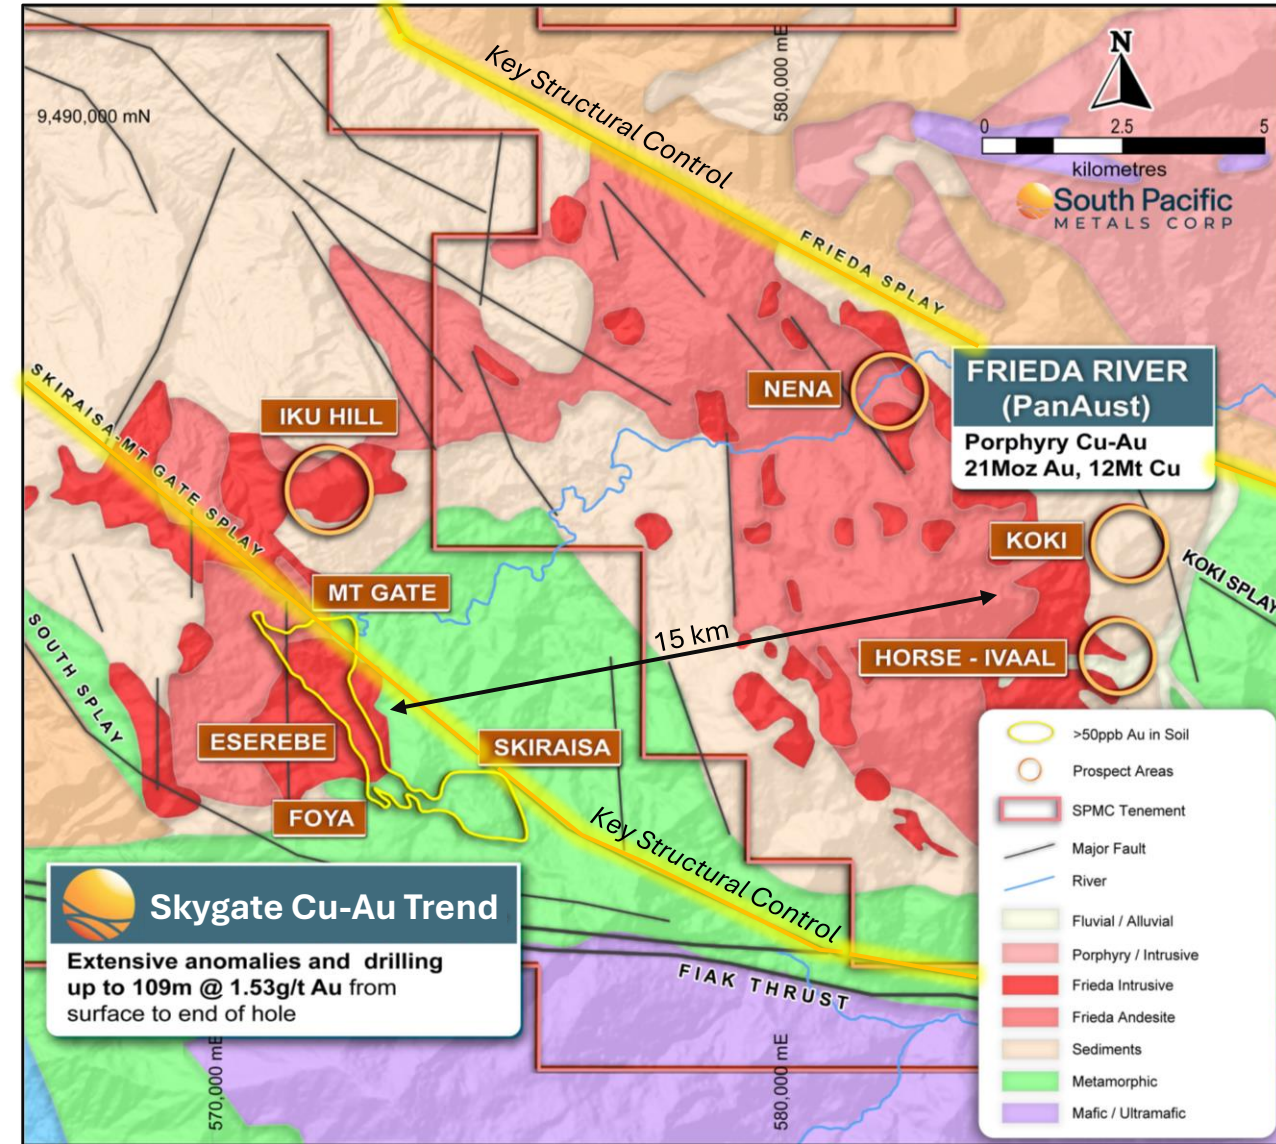 Key Structural Control
580,000 mE
N
9,490,000 mN
0 2.5 5
kilometres
South Pacific
METALS CORP
FRIEDA SPLAY
FRIEDA RIVER
(PanAust)
Porphyry Cu-Au
21Moz Au, 12Mt Cu
NENA
SKIRAISA-MT GATE SPLAY
IKU HILL
KOKI
KOKI SPLAY
MT GATE
15 km
HORSE - IVAAL
SOUTH SPLAY
ESEREBE
SKIRAISA
FOYA
Key Structural Control
>50ppb Au in Soil
Prospect Areas
SPMC Tenement
Major Fault
River
Fluvial / Alluvial
Porphyry / Intrusive
Frieda Intrusive
Frieda Andesite
Sediments
Metamorphic
Mafic / Ultramafic
Skygate Cu-Au Trend
Extensive anomalies and drilling
up to 109m @ 1.53g/t Au from
surface to end of hole
FIAK THRUST
570,000 mE
580,000 mE